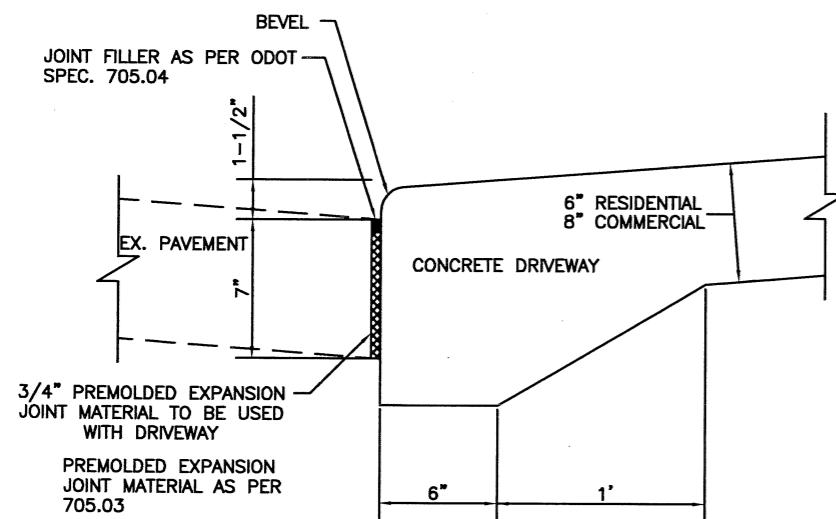 BEVEL
JOINT FILLER AS PER ODOT
SPEC. 705.04
1-1/2"
EX. PAVEMENT
7"
6" RESIDENTIAL
8" COMMERCIAL
CONCRETE DRIVEWAY
3/4" PREMOLDED EXPANSION
JOINT MATERIAL TO BE USED
WITH DRIVEWAY
PREMOLDED EXPANSION
JOINT MATERIAL AS PER
705.03
6"
1'